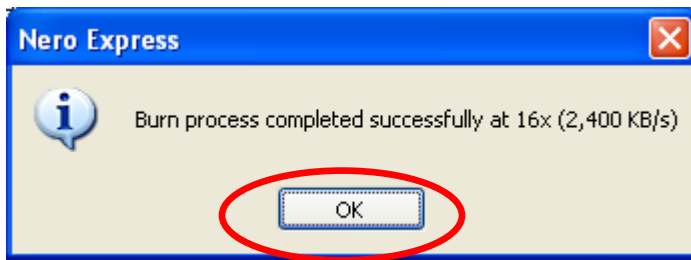 Nero Express
Burn process completed successfully at 16x (2,400 KB/s)
OK